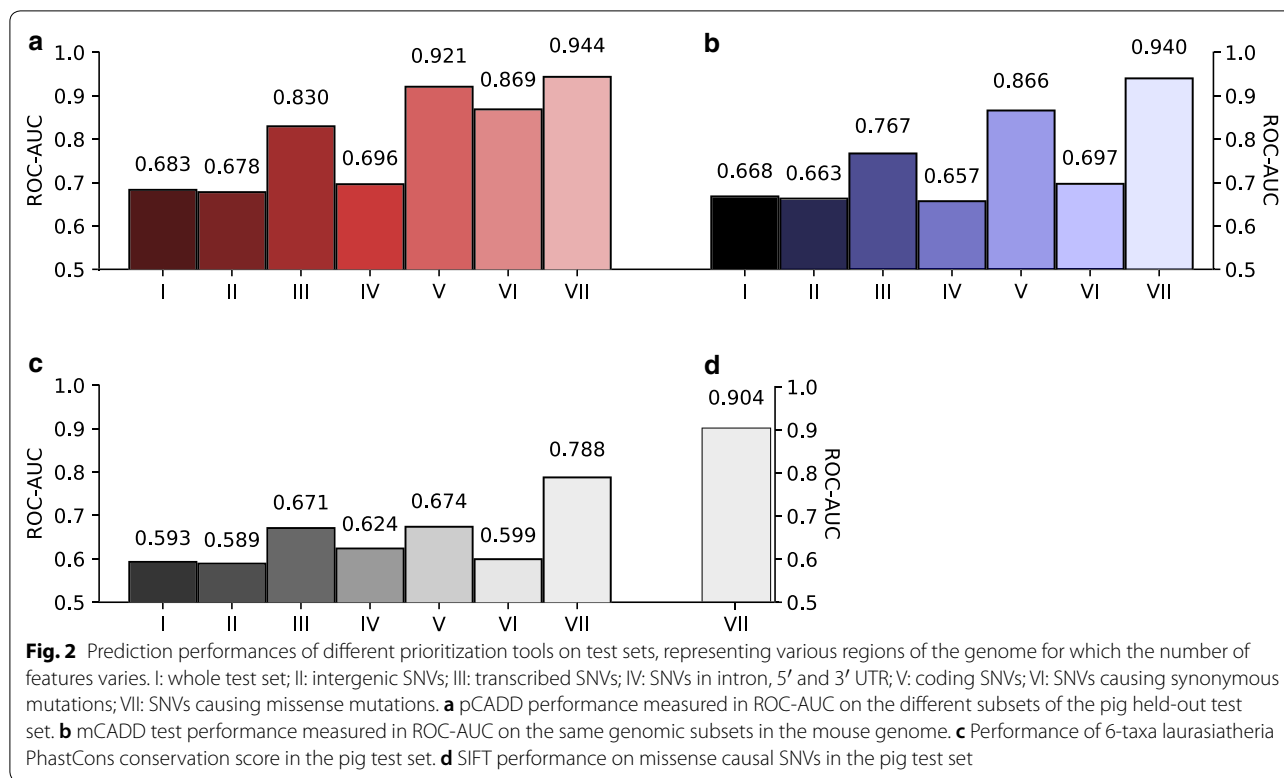 a
1.0
0.9
0.8
0.7
0.6
0.5
ROC-AUC
0.683
0.678
0.830
0.696
0.921
0.869
0.944
I II III IV V VI VII
b
0.668
0.663
0.767
0.657
0.866
0.697
0.940
I II III IV V VI VII
1.0
0.9
0.8
0.7
0.6
0.5
ROC-AUC
c
1.0
0.9
0.8
0.7
0.6
0.5
ROC-AUC
0.593
0.589
0.671
0.624
0.674
0.599
0.788
I II III IV V VI VII
d
0.904
VII
1.0
0.9
0.8
0.7
0.6
0.5
ROC-AUC
Fig. 2 Prediction performances of different prioritization tools on test sets, representing various regions of the genome for which the number of
features varies. I: whole test set; II: intergenic SNVs; III: transcribed SNVs; IV: SNVs in intron, 5′ and 3′ UTR; V: coding SNVs; VI: SNVs causing synonymous
mutations; VII: SNVs causing missense mutations. a pCADD performance measured in ROC-AUC on the different subsets of the pig held-out test
set. b mCADD test performance measured in ROC-AUC on the same genomic subsets in the mouse genome. c Performance of 6-taxa laurasiatheria
PhastCons conservation score in the pig test set. d SIFT performance on missense causal SNVs in the pig test set